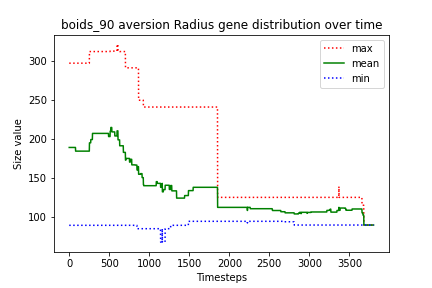 boids_90 aversion Radius gene distribution over time
max
mean
min
Size value
300
250
200
150
100
0
500
1000
1500
2000
2500
3000
3500
Timesteps